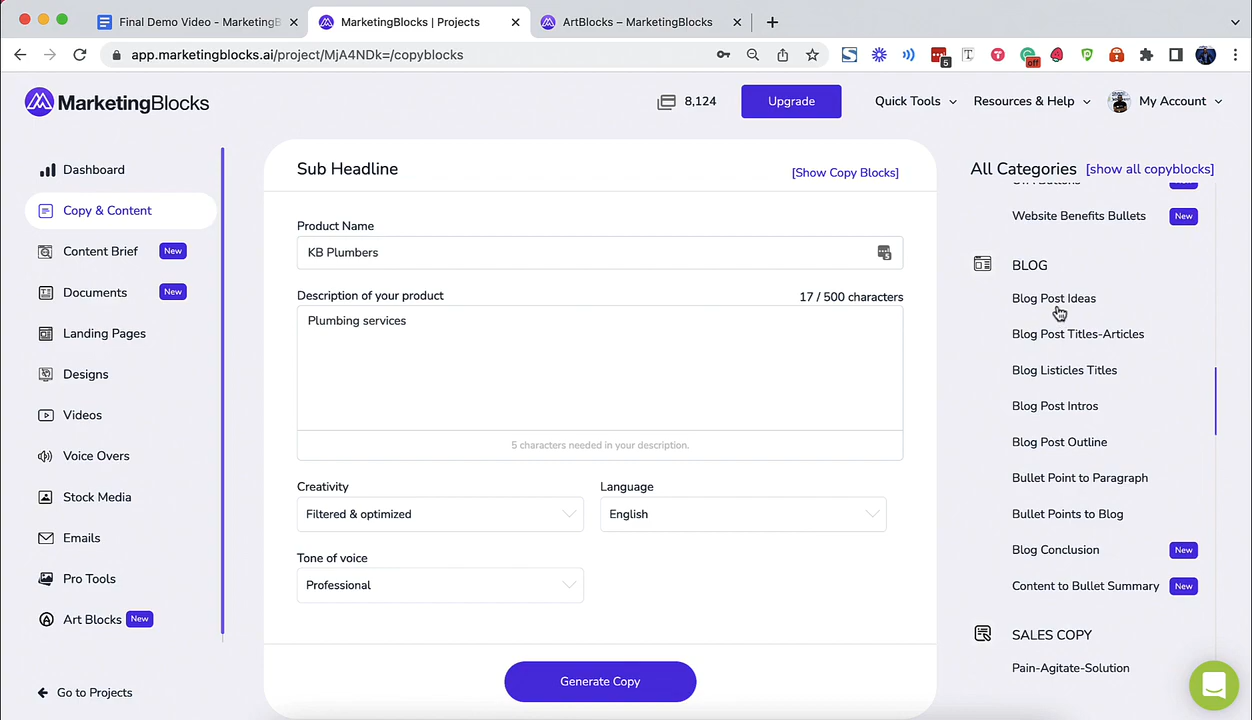 Final Demo Video - MarketingB
MarketingBlocks | Projects
ArtBlocks – MarketingBlocks
app.marketingblocks.ai/project/MjA4NDk=/copyblocks
5
off
MarketingBlocks
8,124
Upgrade
Quick Tools
Resources & Help
My Account
Dashboard
Copy & Content
Content Brief New
Documents New
Landing Pages
Designs
Videos
Voice Overs
Stock Media
Emails
Pro Tools
Art Blocks New
Go to Projects
Sub Headline
[Show Copy Blocks]
Product Name
KB Plumbers
Description of your product
17 / 500 characters
Plumbing services
5 characters needed in your description.
Creativity
Filtered & optimized
Language
English
Tone of voice
Professional
Generate Copy
All Categories [show all copyblocks]
Website Benefits Bullets New
BLOG
Blog Post Ideas
Blog Post Titles-Articles
Blog Listicles Titles
Blog Post Intros
Blog Post Outline
Bullet Point to Paragraph
Bullet Points to Blog
Blog Conclusion New
Content to Bullet Summary New
SALES COPY
Pain-Agitate-Solution